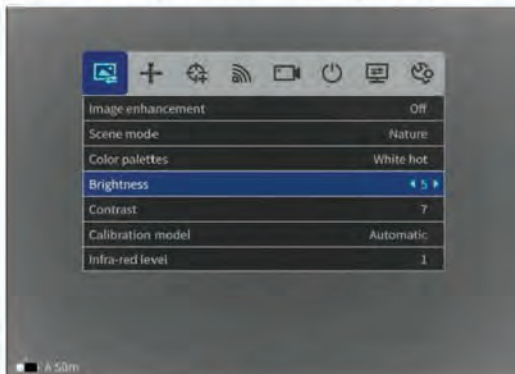 Image enhancement Off
Scene mode Nature
Color palettes White hot
Brightness 5
Contrast 7
Calibration model Automatic
Infra-red level 1
A 50m